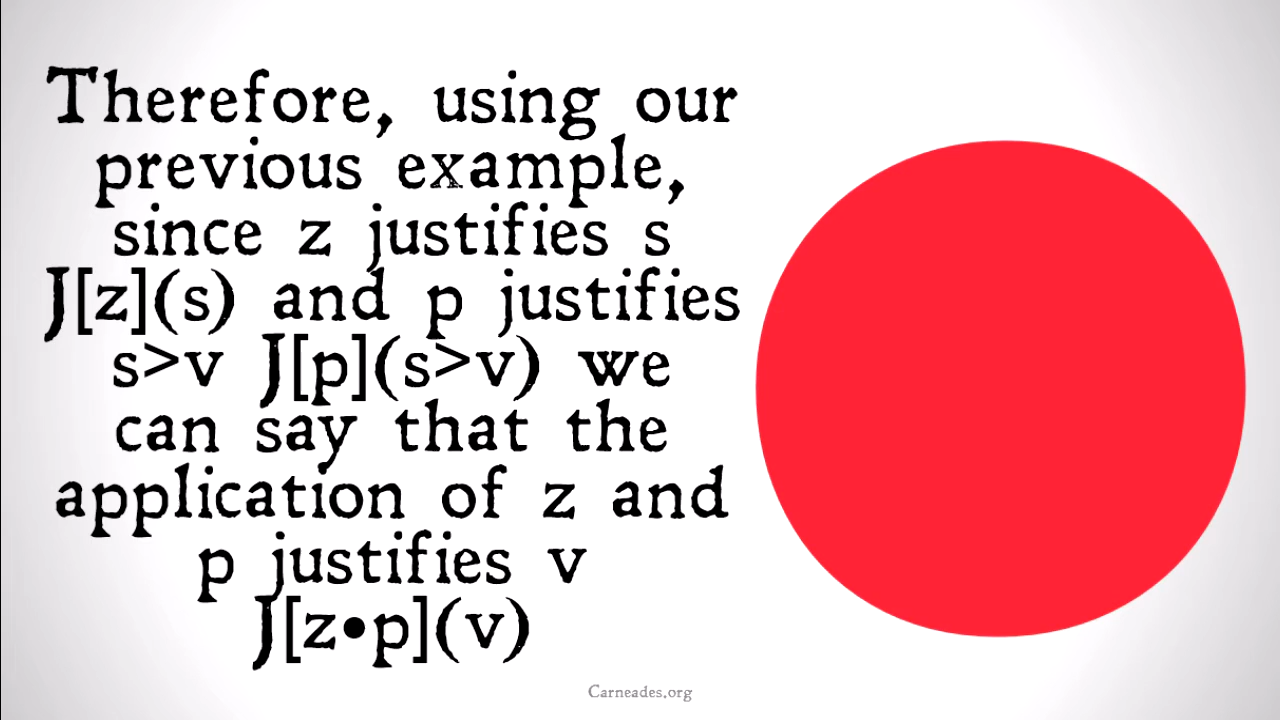 Therefore, using our
previous example,
since z justifies s
J[z](s) and p justifies
s>v J[p](s>v) we
can say that the
application of z and
p justifies v
J[z•p](v)
Carneades.org